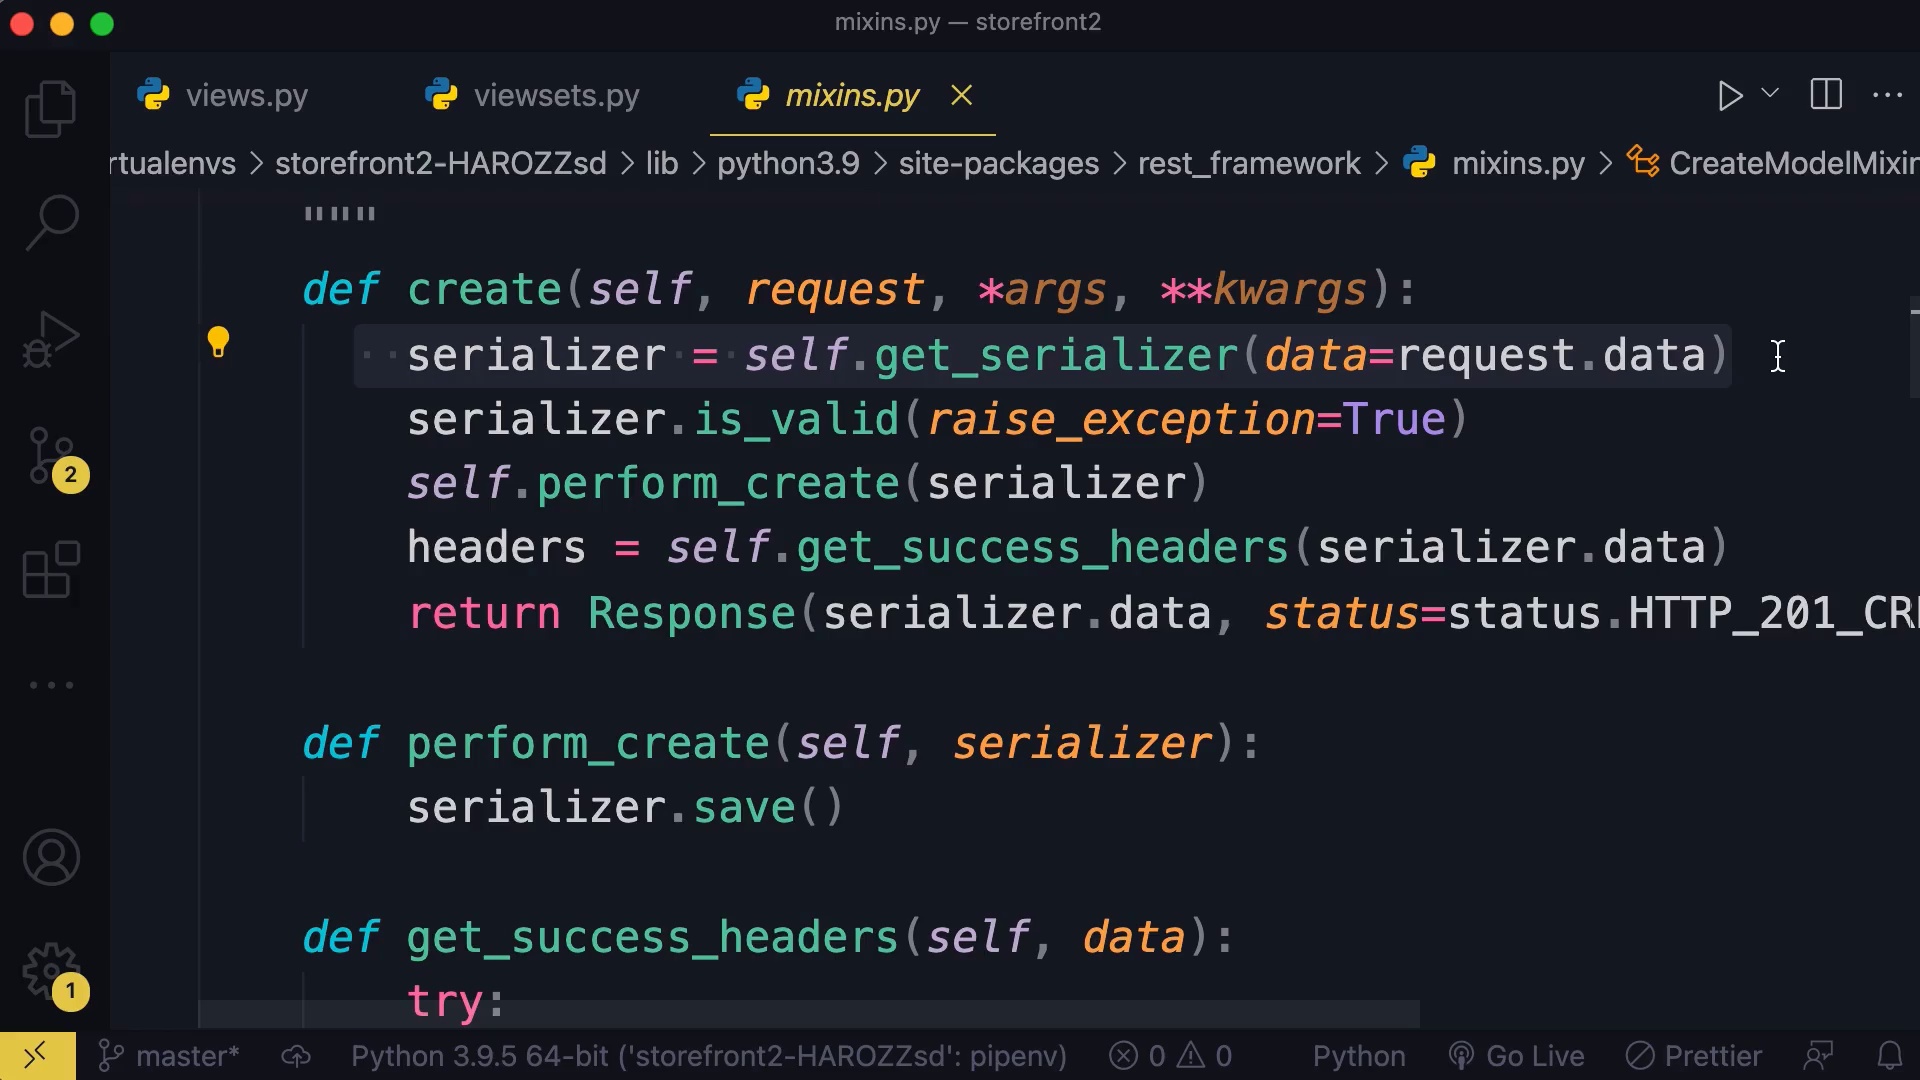 mixins.py — storefront2
views.py viewsets.py mixins.py
rtualenvs > storefront2-HAROZZsd > lib > python3.9 > site-packages > rest_framework > mixins.py > CreateModelMixin
"""
def create(self, request, *args, **kwargs):
serializer = self.get_serializer(data=request.data)
serializer.is_valid(raise_exception=True)
self.perform_create(serializer)
headers = self.get_success_headers(serializer.data)
return Response(serializer.data, status=status.HTTP_201_CRE
def perform_create(self, serializer):
serializer.save()
def get_success_headers(self, data):
try:
2
1
master* Python 3.9.5 64-bit ('storefront2-HAROZZsd': pipenv) 0 0 Python Go Live Prettier